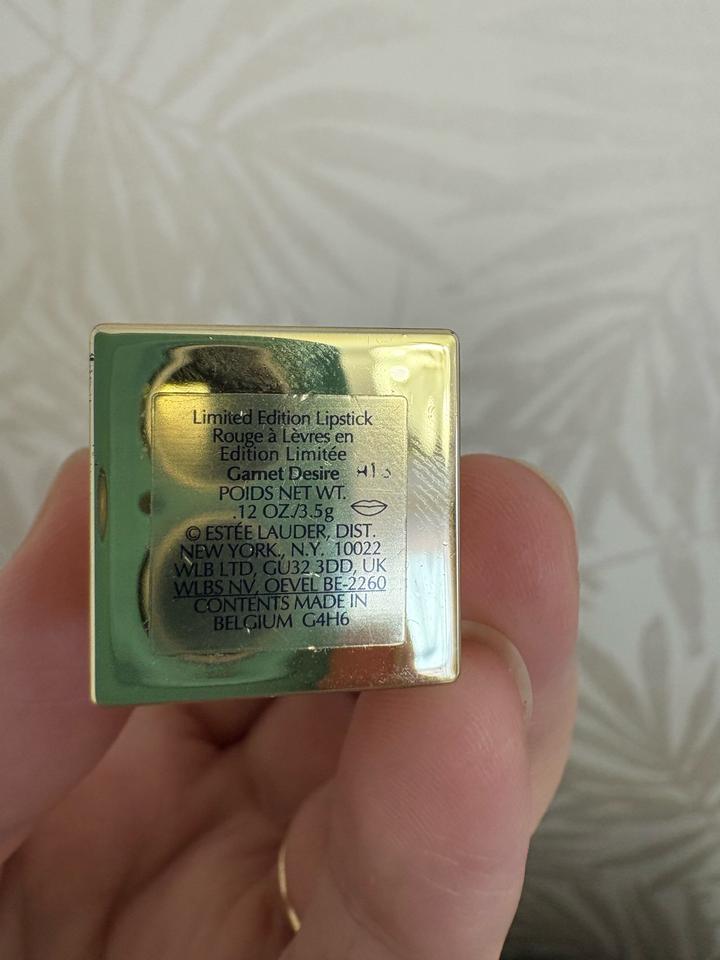 Limited Edition Lipstick
Rouge à Lèvres en
Edition Limitée
Garnet Desire
POIDS NET WT.
.12 OZ./3.5g
© ESTÉE LAUDER, DIST.
NEW YORK., N.Y. 10022
WLB LTD, GU32 3DD, UK
WLBS NV, OEVEL BE-2260
CONTENTS MADE IN
BELGIUM G4H6